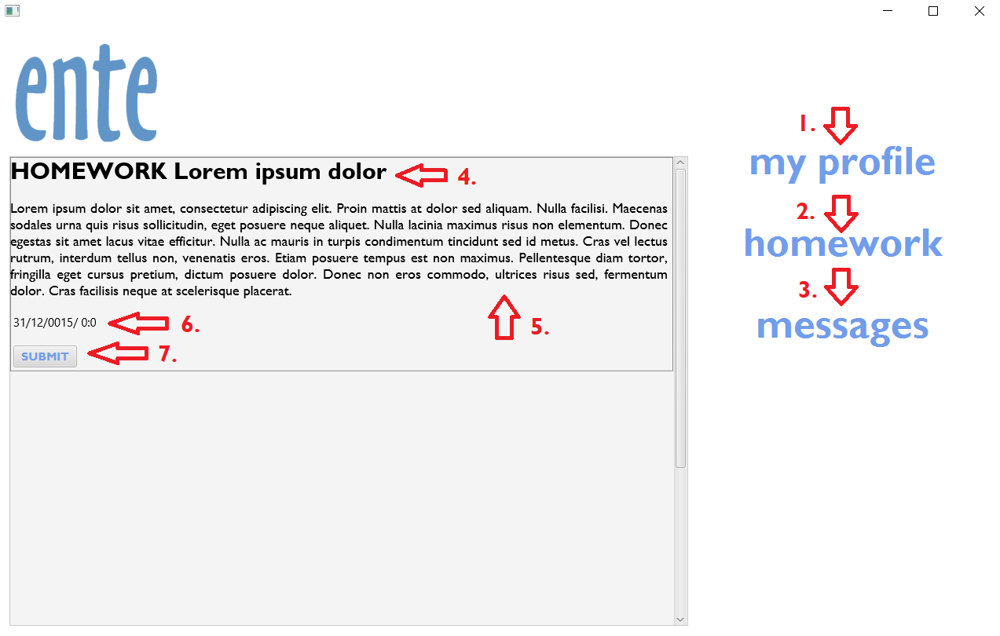 ente
1.
my profile
2.
homework
3.
messages
HOMEWORK Lorem ipsum dolor
4.
Lorem ipsum dolor sit amet, consectetur adipiscing elit. Proin mattis at dolor sed aliquam. Nulla facilisi. Maecenas
sodales urna quis risus sollicitudin, eget posuere neque aliquet. Nulla lacinia maximus risus non elementum. Donec
egestas sit amet lacus vitae efficitur. Nulla ac mauris in turpis condimentum tincidunt sed id metus. Cras vel lectus
rutrum, interdum tellus non, venenatis eros. Etiam posuere tempus est non maximus. Pellentesque diam tortor,
fringilla eget cursus pretium, dictum posuere dolor. Donec non eros commodo, ultrices risus sed, fermentum
dolor. Cras facilisis neque at scelerisque placerat.
5.
31/12/0015/ 0:0
6.
SUBMIT
7.